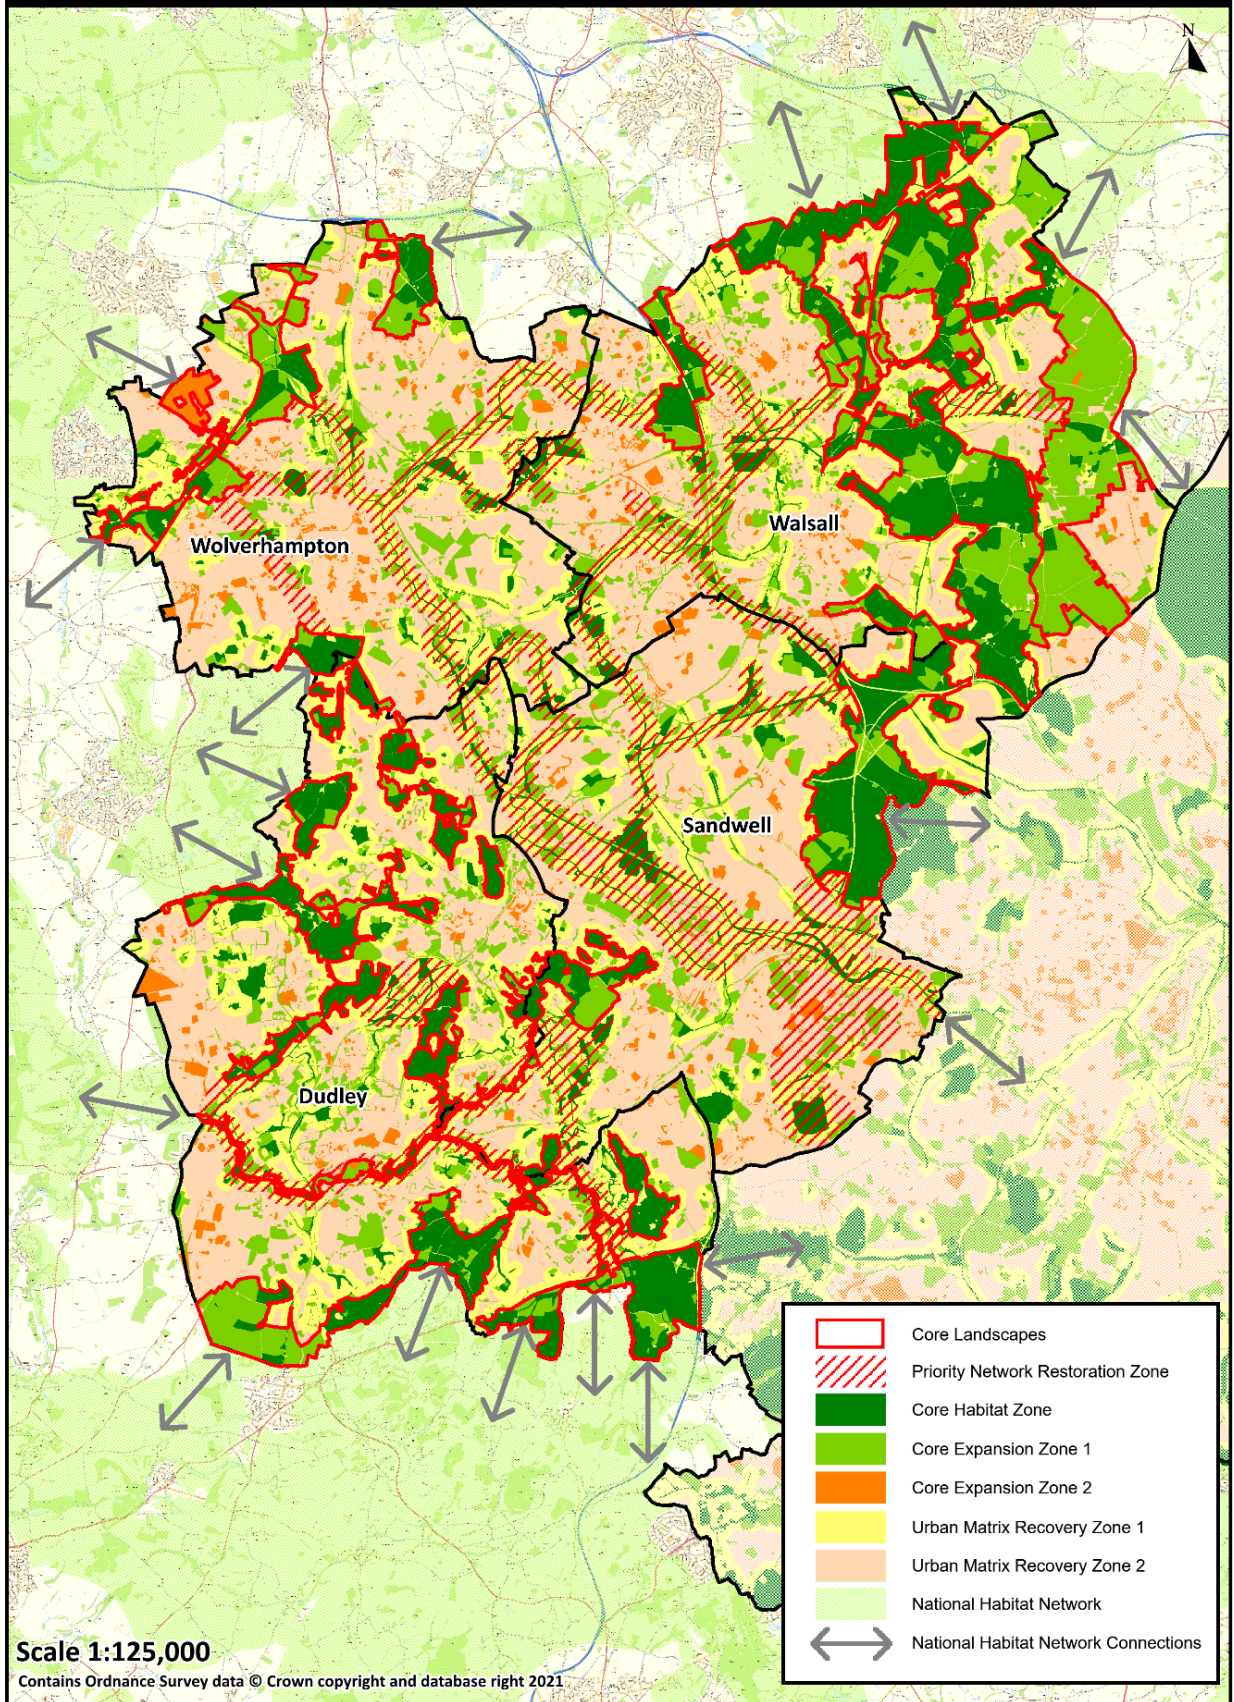 N
Walsall
Wolverhampton
Sandwell
Dudley
Core Landscapes
Priority Network Restoration Zone
Core Habitat Zone
Core Expansion Zone 1
Core Expansion Zone 2
Urban Matrix Recovery Zone 1
Urban Matrix Recovery Zone 2
National Habitat Network
National Habitat Network Connections
Scale 1:125,000
Contains Ordnance Survey data © Crown copyright and database right 2021